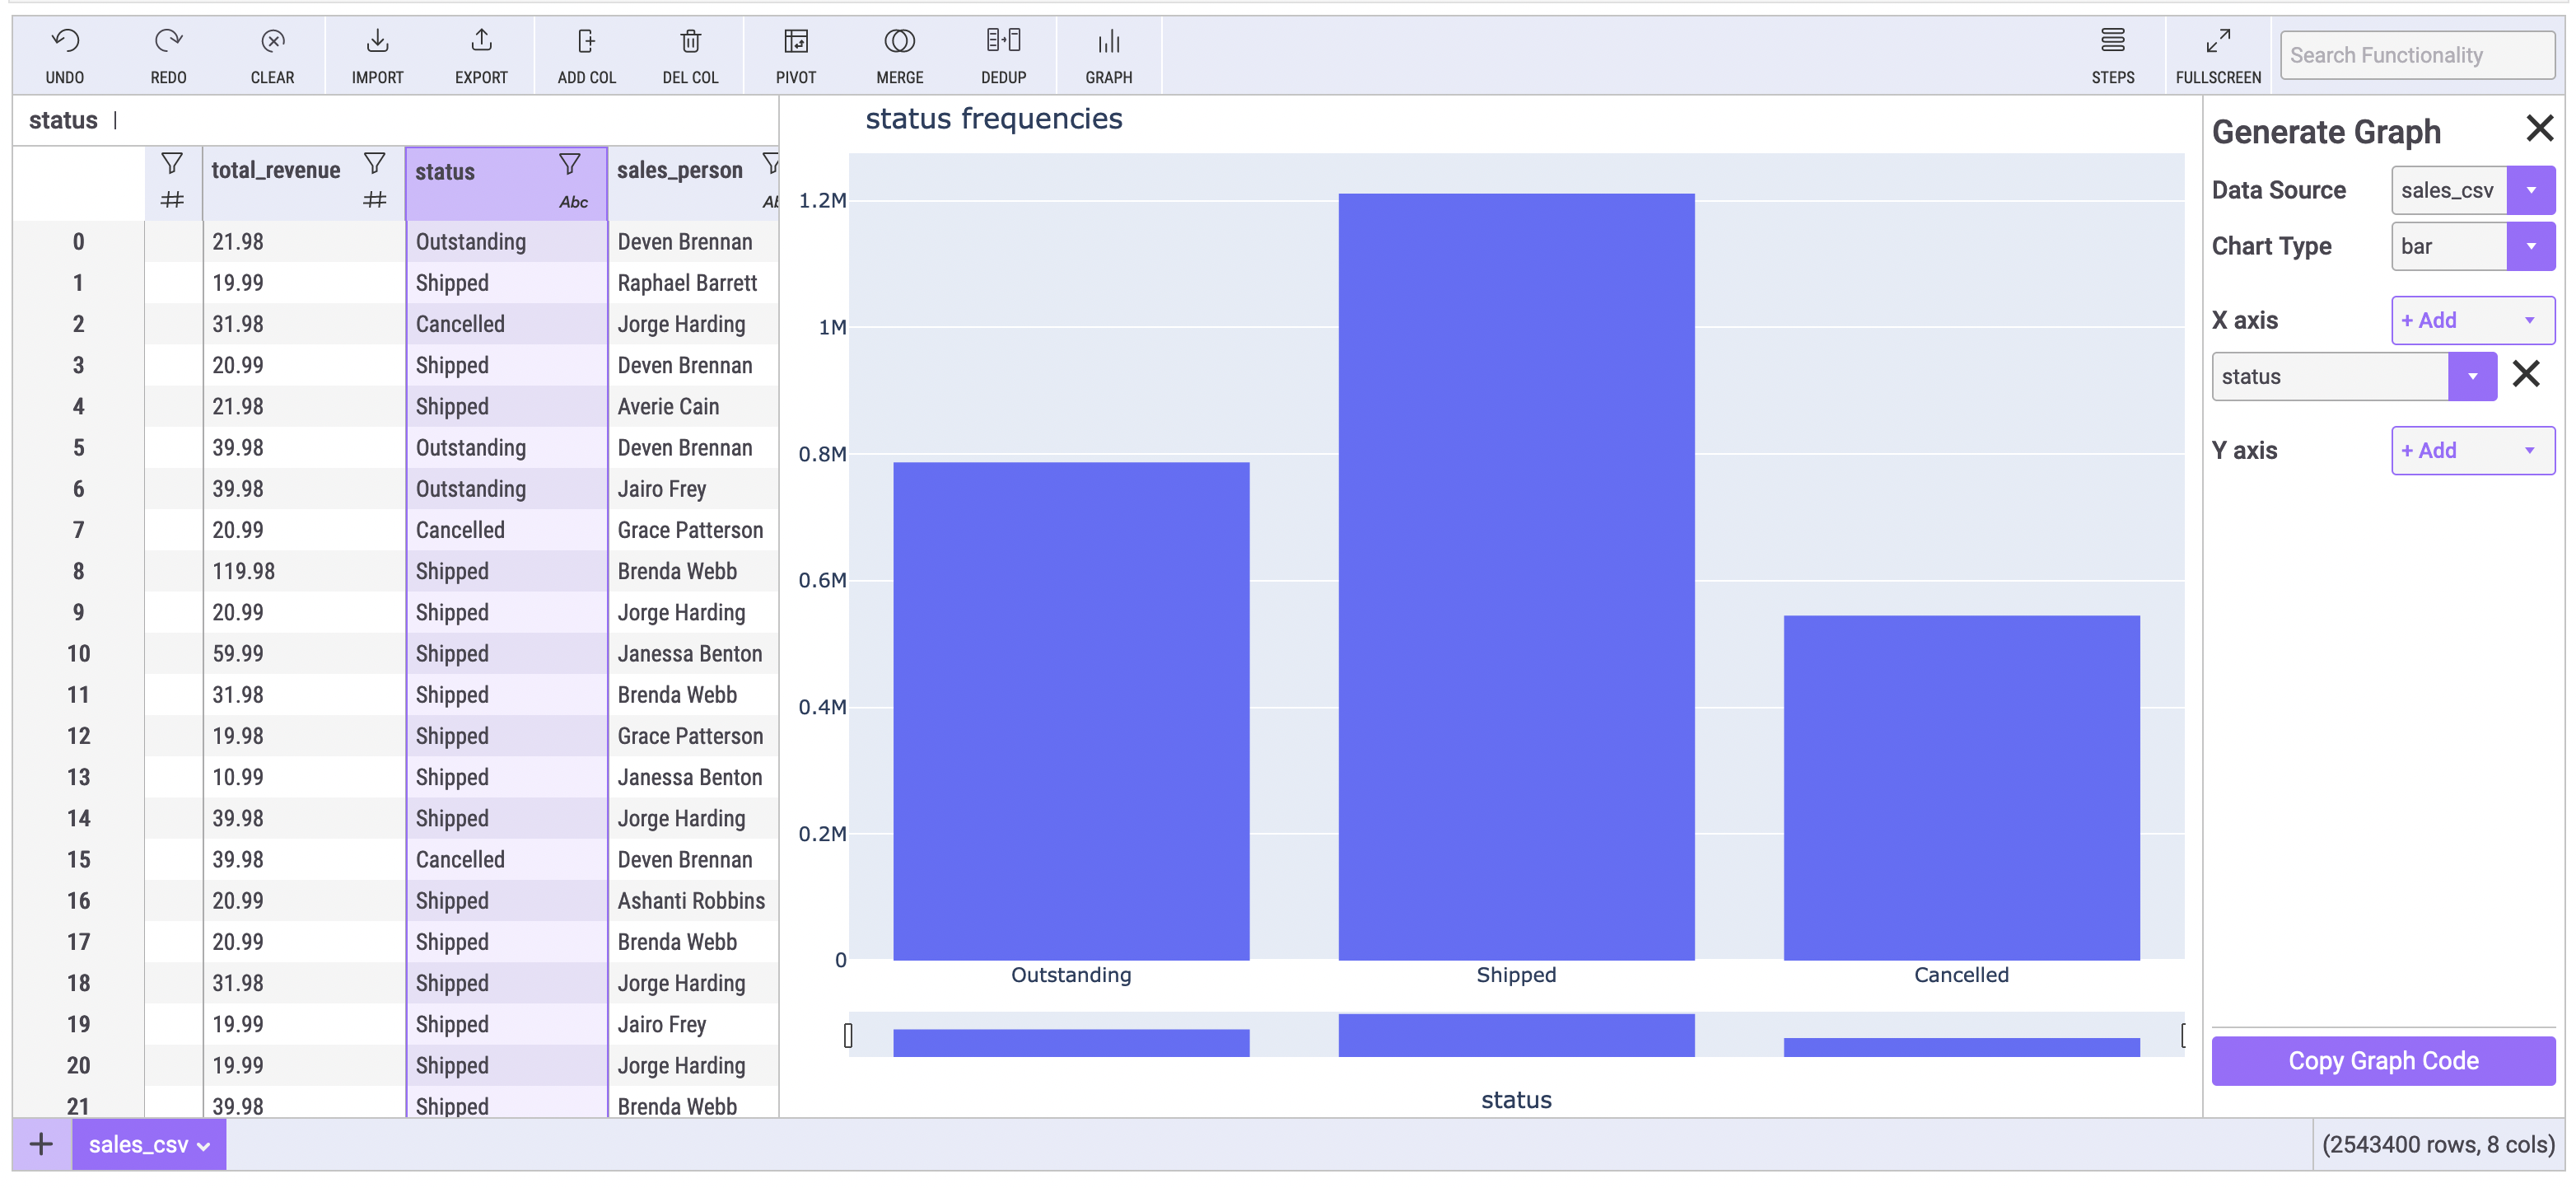 UNDO REDO CLEAR IMPORT EXPORT ADD COL DEL COL PIVOT MERGE DEDUP GRAPH STEPS FULLSCREEN Search Functionality
status
total_revenue status sales_person
# # Abc
0 21.98 Outstanding Deven Brennan
1 19.99 Shipped Raphael Barrett
2 31.98 Cancelled Jorge Harding
3 20.99 Shipped Deven Brennan
4 21.98 Shipped Averie Cain
5 39.98 Outstanding Deven Brennan
6 39.98 Outstanding Jairo Frey
7 20.99 Cancelled Grace Patterson
8 119.98 Shipped Brenda Webb
9 20.99 Shipped Jorge Harding
10 59.99 Shipped Janessa Benton
11 31.98 Shipped Brenda Webb
12 19.98 Shipped Grace Patterson
13 10.99 Shipped Janessa Benton
14 39.98 Shipped Jorge Harding
15 39.98 Cancelled Deven Brennan
16 20.99 Shipped Ashanti Robbins
17 20.99 Shipped Brenda Webb
18 31.98 Shipped Jorge Harding
19 19.99 Shipped Jairo Frey
20 19.99 Shipped Jorge Harding
21 39.98 Shipped Brenda Webb
status frequencies
1.2M
1M
0.8M
0.6M
0.4M
0.2M
0
Outstanding Shipped Cancelled
status
Generate Graph
Data Source sales_csv
Chart Type bar
X axis + Add
status
Y axis + Add
Copy Graph Code
+ sales_csv
(2543400 rows, 8 cols)